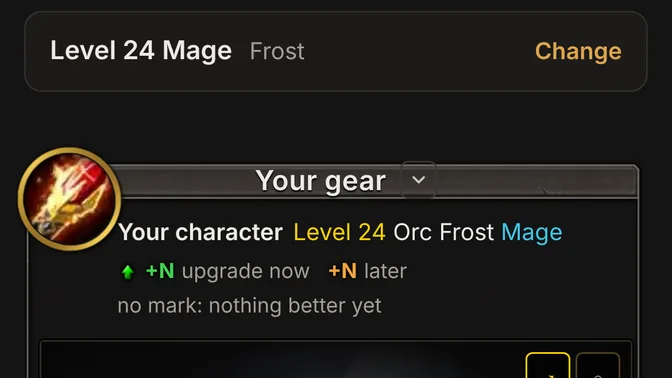 Level 24 Mage Frost Change
Your gear
Your character Level 24 Orc Frost Mage
+N upgrade now +N later
no mark: nothing better yet